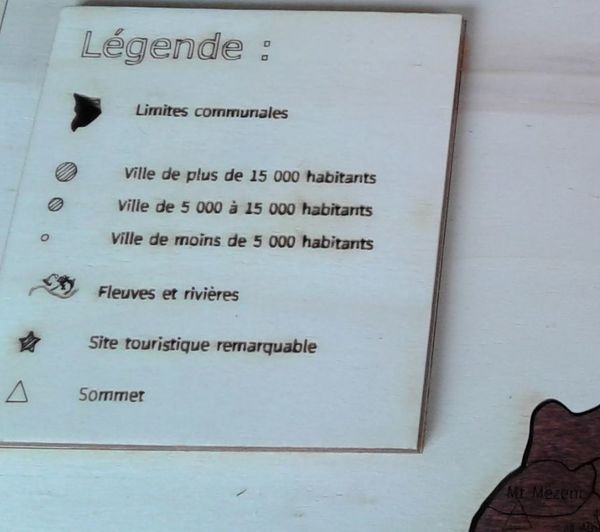 Légende :
Limites communales
Ville de plus de 15 000 habitants
Ville de 5 000 à 15 000 habitants
Ville de moins de 5 000 habitants
Fleuves et rivières
Site touristique remarquable
Sommet
Mt Mézenc